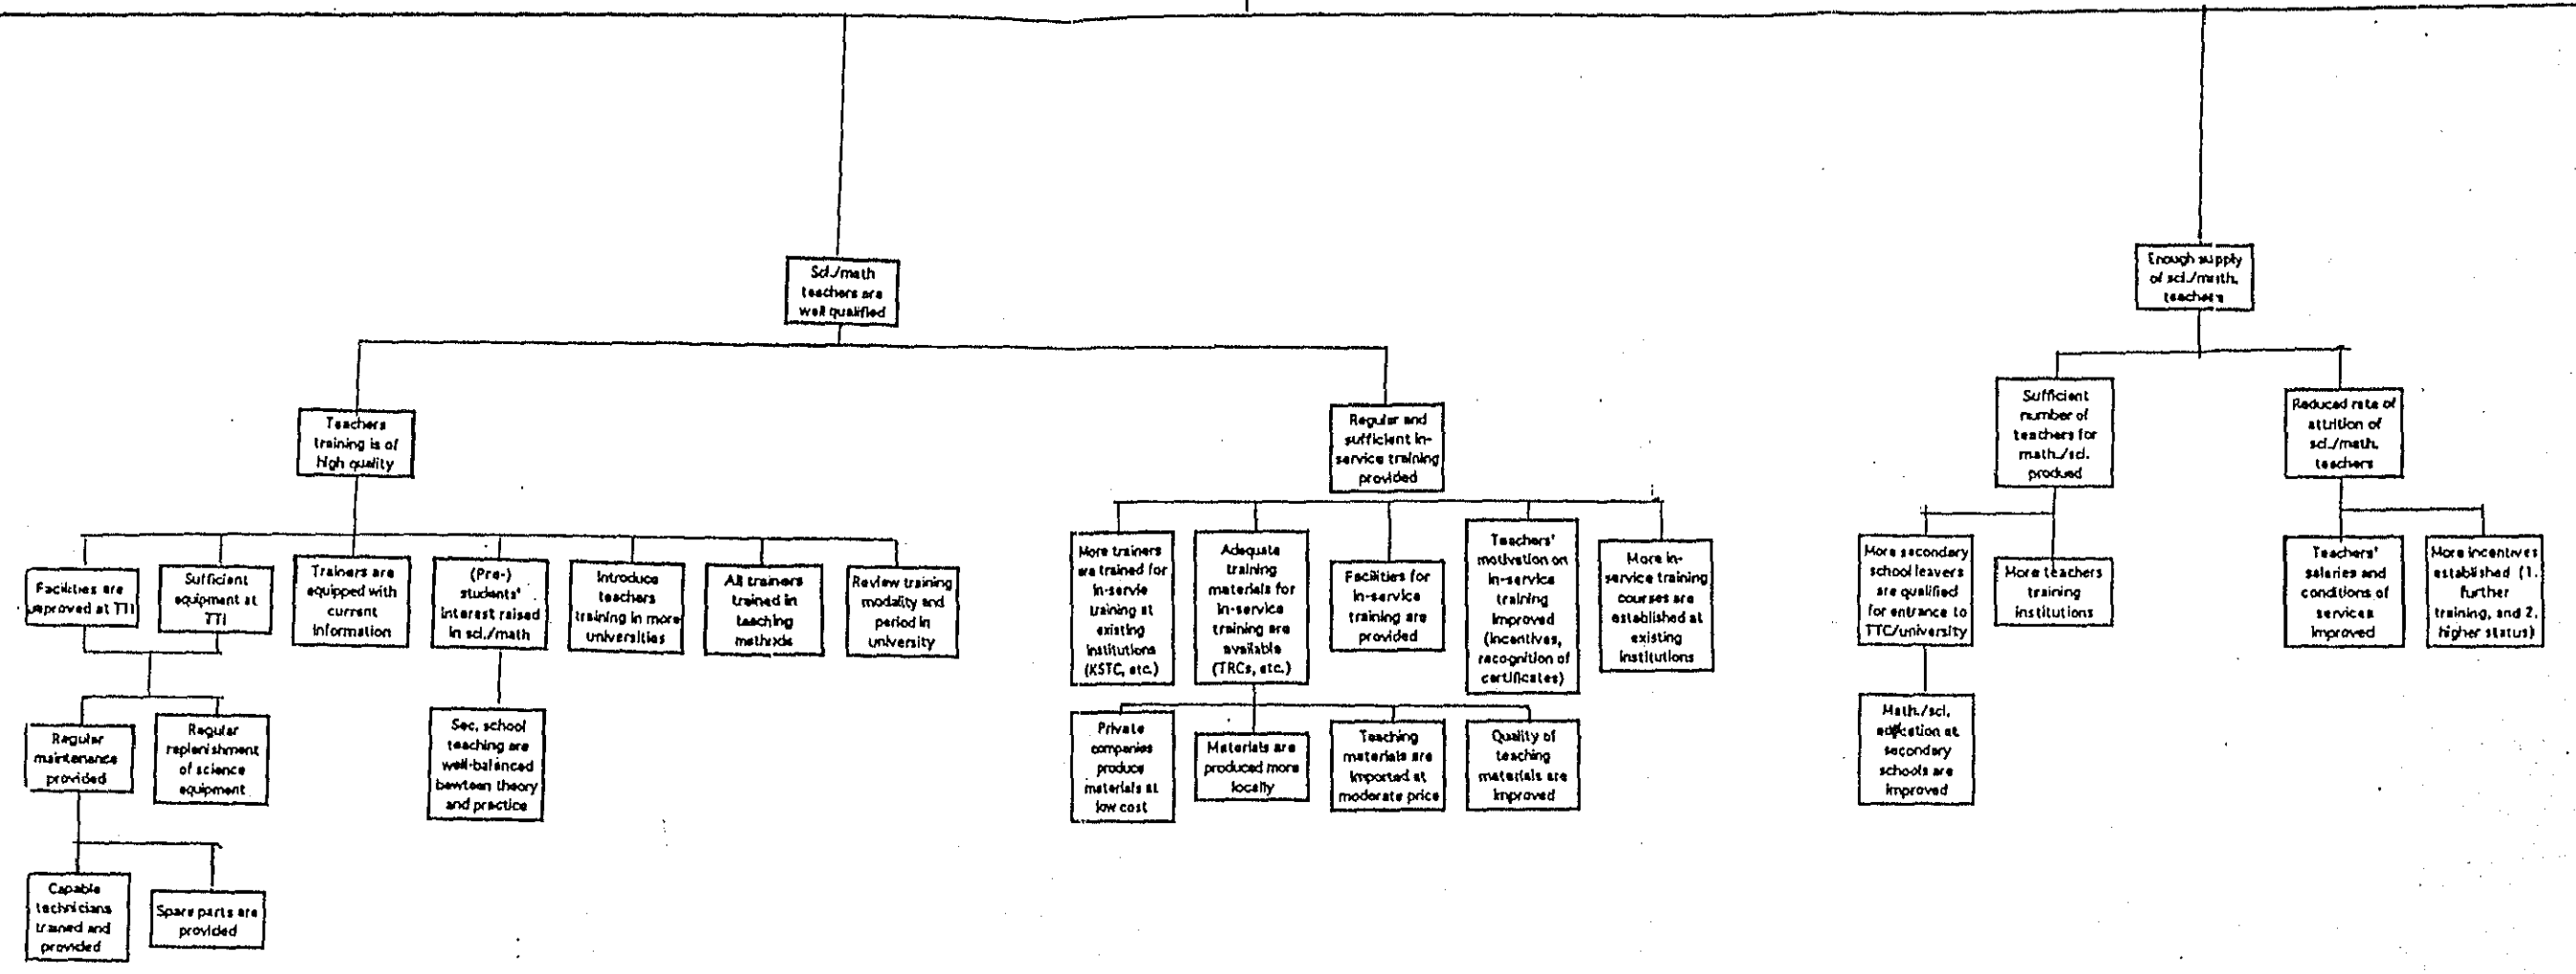 Sci./math
teachers are
well qualified
Enough supply
of sci./math.
teachers
Teachers
training is of
high quality
Regular and
sufficient in-
service training
provided
Sufficient
number of
teachers for
math./sci.
produed
Reduced rate of
attrition of
sci./math.
teachers
Facilities are
improved at TTI
Sufficient
equipment at
TTI
Trainers are
equipped with
current
information
(Pre-)
students'
interest raised
in sci./math
Introduce
teachers
training in more
universities
All trainers
trained in
teaching
methods
Review training
modality and
period in
university
More trainers
are trained for
in-servie
training at
existing
institutions
(KSTC, etc.)
Adequate
training
materials for
in-service
training are
available
(TRCs, etc.)
Facilities for
in-service
training are
provided
Teachers'
motivation on
in-service
training
improved
(incentives,
recognition of
certificates)
More in-
service training
courses are
established at
existing
institutions
More secondary
school leavers
are qualified
for entrance to
TTC/university
More teachers
training
institutions
Teachers'
salaries and
conditions of
services
improved
More incentives
established (1.
further
training, and 2.
higher status)
Regular
maintenance
provided
Regular
replenishment
of science
equipment
Sec. school
teaching are
well-balanced
bewteen theory
and practice
Private
companies
produce
materials at
low cost
Materials are
produced more
locally
Teaching
materials are
imported at
moderate price
Quality of
teaching
materials are
improved
Math./sci.
education at
secondary
schools are
improved
Capable
technicians
trained and
provided
Spare parts are
provided